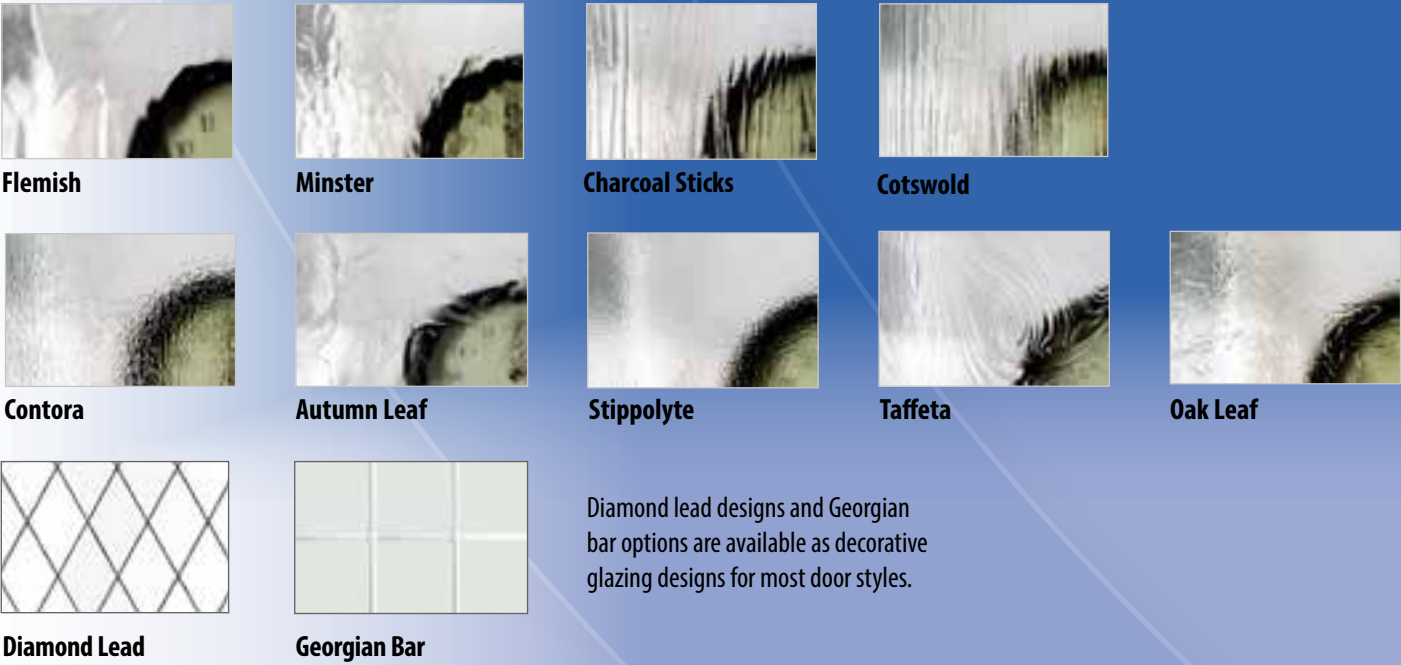 Flemish
Minster
Charcoal Sticks
Cotswold
Contora
Autumn Leaf
Stippolyte
Taffeta
Oak Leaf
Diamond lead designs and Georgian
bar options are available as decorative
glazing designs for most door styles.
Diamond Lead
Georgian Bar